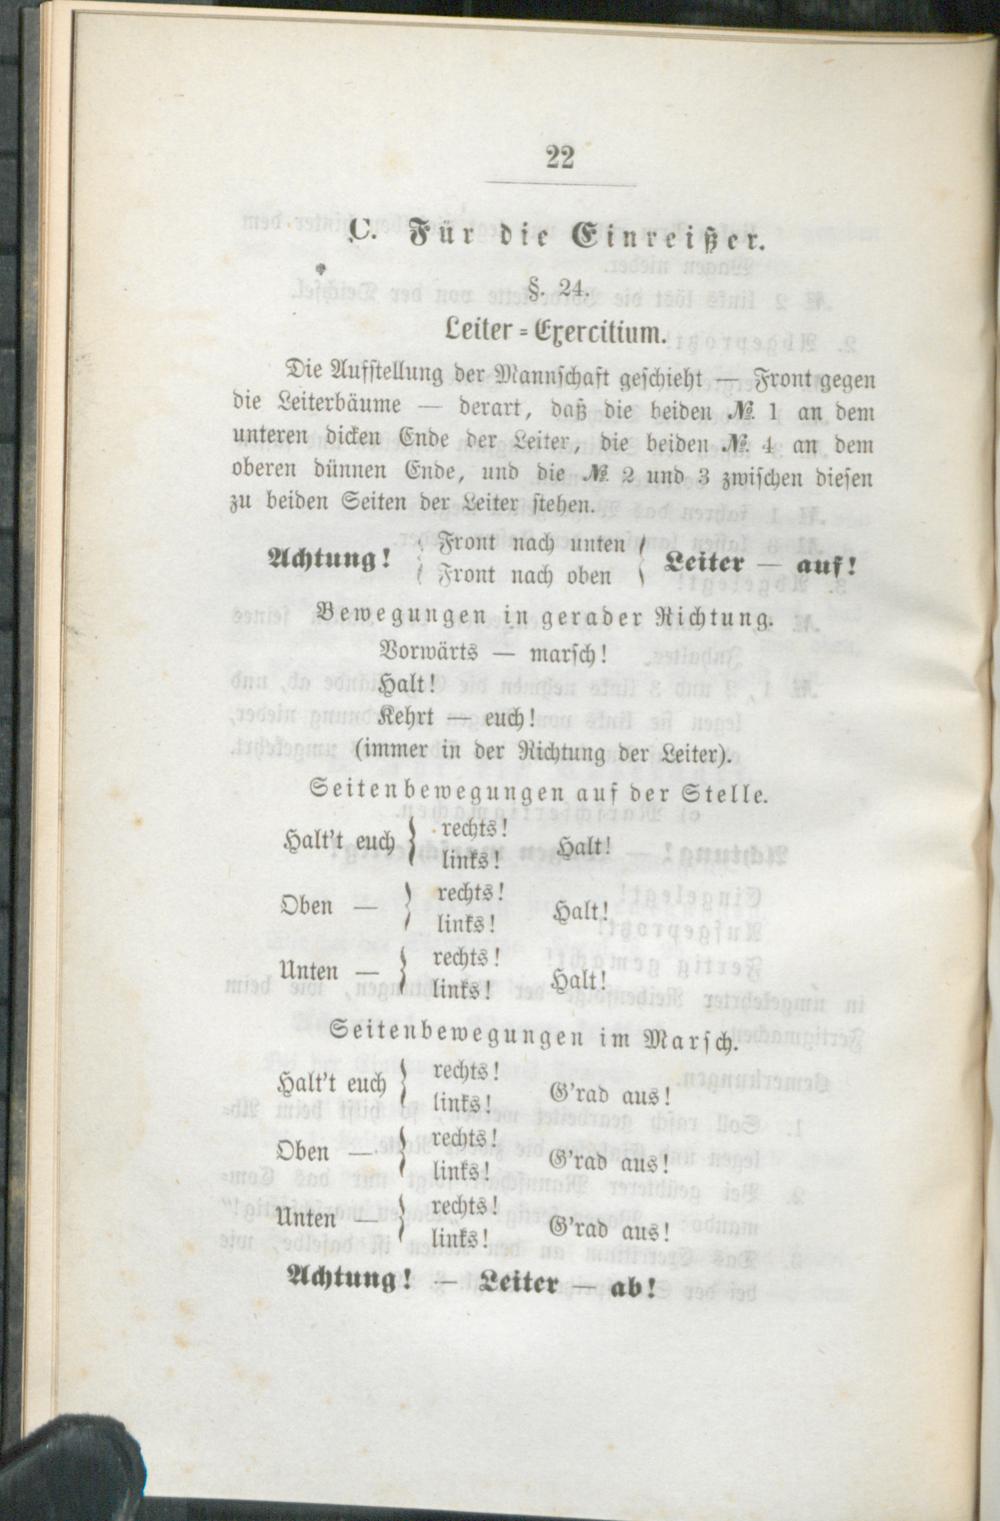 22
C. Für die Einreißer.
§. 24.
Leiter-Exercitium.
Die Aufstellung der Mannschaft geschieht — Front gegen
die Leiterbäume — derart, daß die beiden № 1 an dem
unteren dicken Ende der Leiter, die beiden № 4 an dem
oberen dünnen Ende, und die № 2 und 3 zwischen diesen
zu beiden Seiten der Leiter stehen.
Achtung! { Front nach unten / Leiter — auf!
Front nach oben
Bewegungen in gerader Richtung.
Vorwärts — marsch!
Halt!
Kehrt — euch!
(immer in der Richtung der Leiter).
Seitenbewegungen auf der Stelle.
Halt't euch } rechts! Halt!
links!
Oben — } rechts! Halt!
links!
Unten — } rechts! Halt!
links!
Seitenbewegungen im Marsch.
Halt't euch } rechts! G'rad aus!
links!
Oben — } rechts! G'rad aus!
links!
Unten — } rechts! G'rad aus!
links!
Achtung! — Leiter — ab!